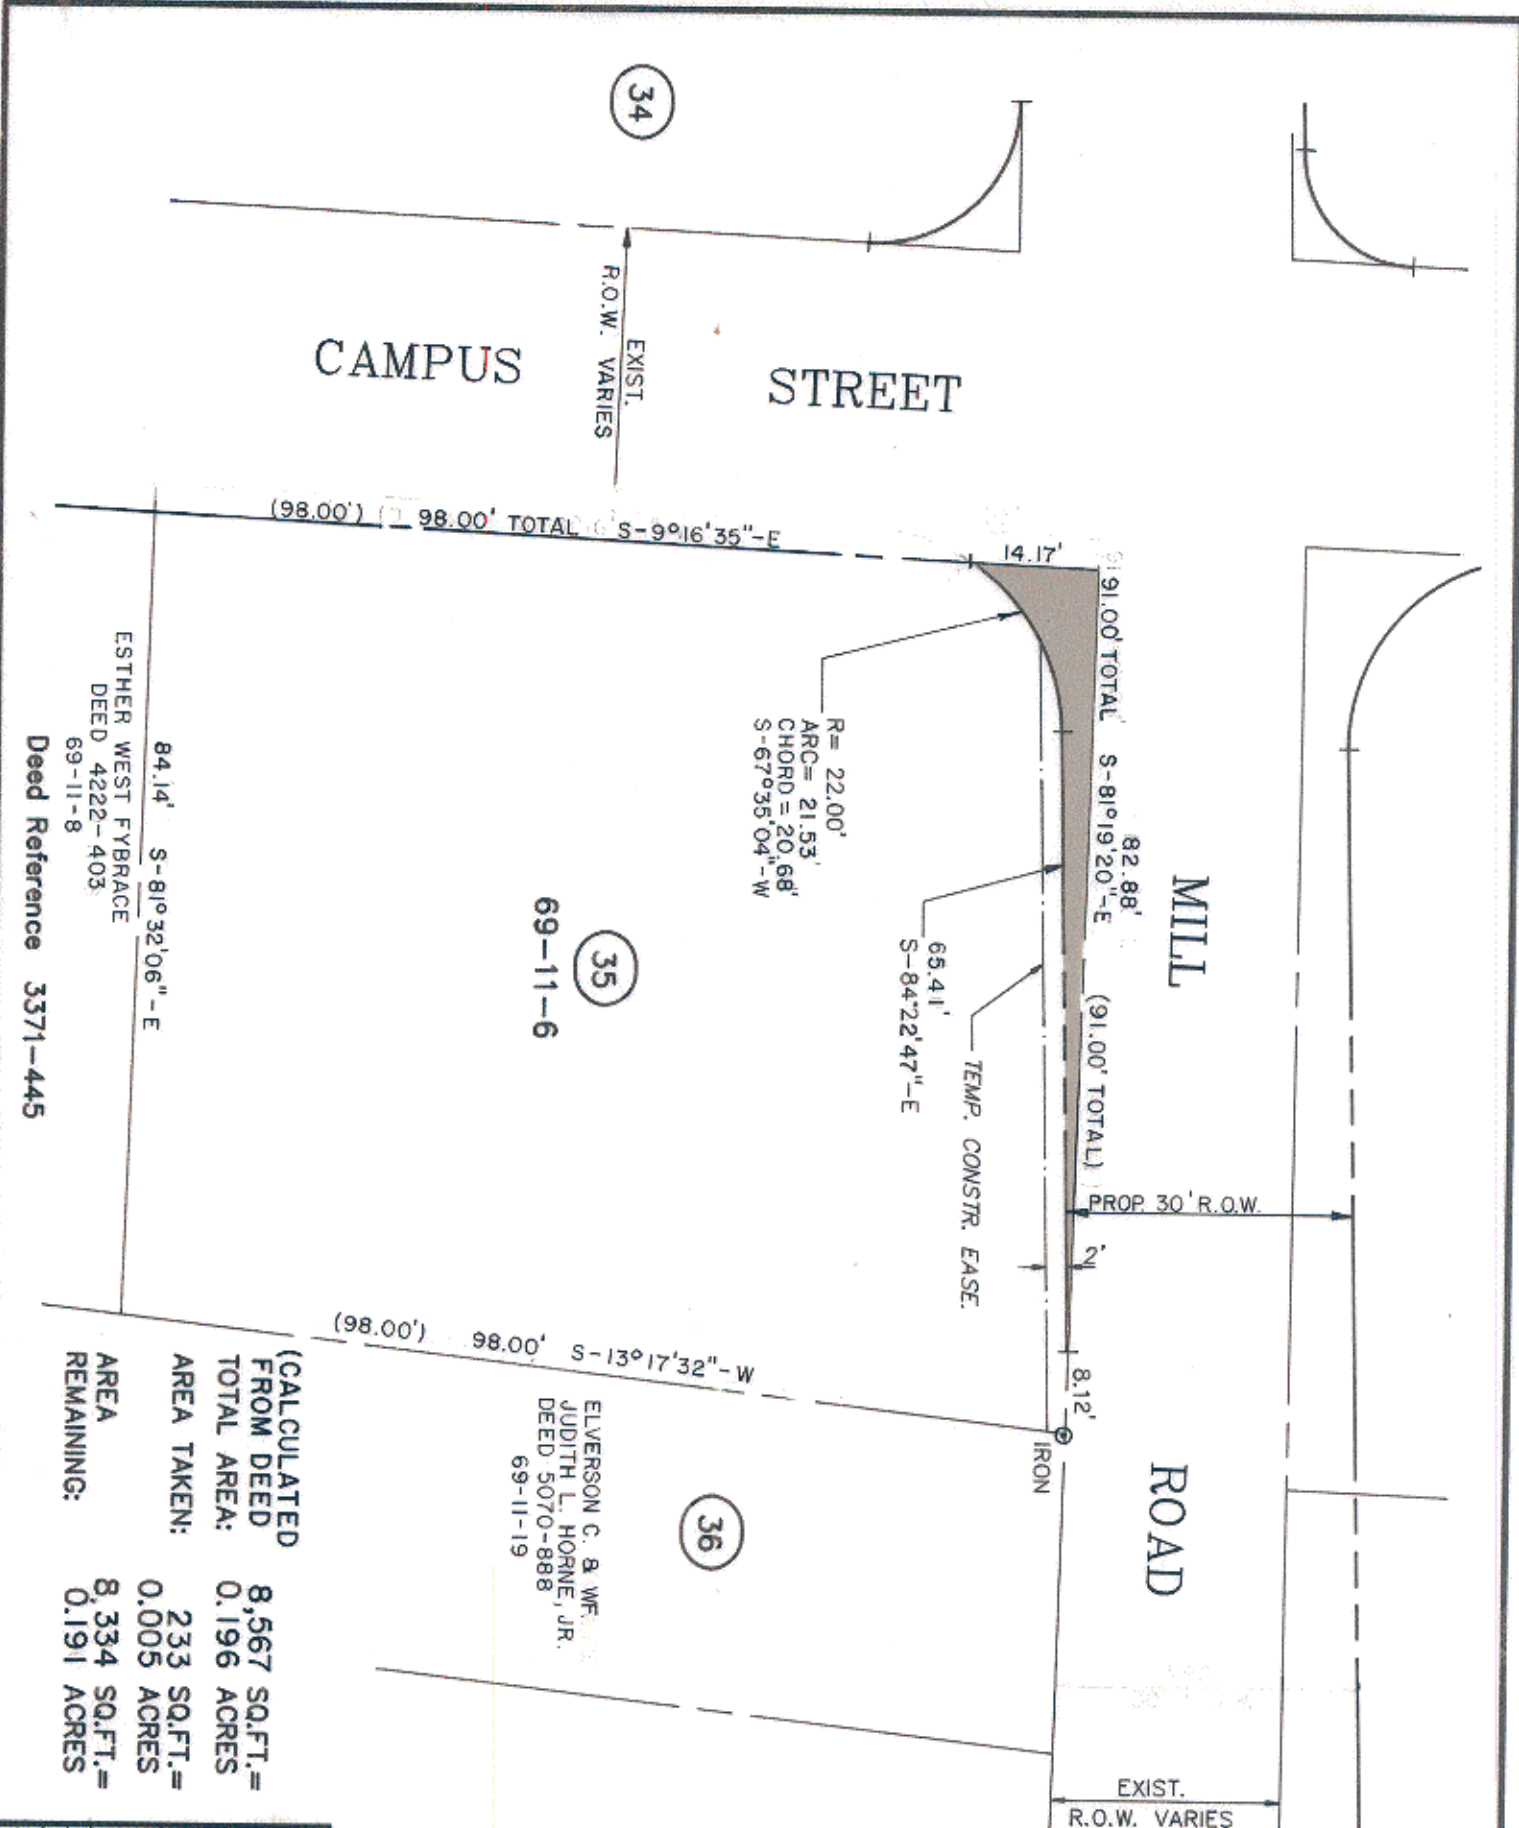 34
EXIST.
R.O.W. VARIES
CAMPUS STREET
(98.00') 98.00' TOTAL S-9°16'35"-E
14.17'
91.00' TOTAL S-81°19'20"-E
82.88'
(91.00' TOTAL)
MILL ROAD
R= 22.00'
ARC= 21.53'
CHORD = 20.68'
S-67°35'04"-W
65.41'
S-84°22'47"-E
TEMP. CONSTR. EASE.
PROP. 30' R.O.W.
2'
8.12'
IRON
35
69-11-6
84.14' S-81°32'06"-E
ESTHER WEST FYBRACE
DEED 4222-403
69-11-8
Deed Reference 3371-445
(98.00') 98.00' S-13°17'32"-W
36
ELVERSON C. & WF.
JUDITH L. HORNE, JR.
DEED 5070-888
69-11-19
EXIST.
R.O.W. VARIES
(CALCULATED
FROM DEED
TOTAL AREA: 8,567 SQ.FT.=
0.196 ACRES
AREA TAKEN: 233 SQ.FT.=
0.005 ACRES
AREA
REMAINING: 8,334 SQ.FT.=
0.191 ACRES